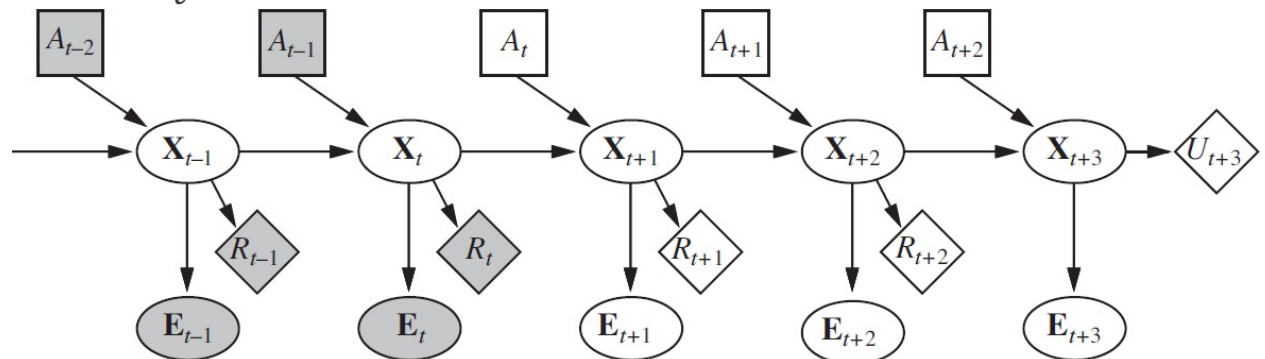 A_{t-2} A_{t-1} A_t A_{t+1} A_{t+2}
X_{t-1} X_t X_{t+1} X_{t+2} X_{t+3} U_{t+3}
R_{t-1} R_t R_{t+1} R_{t+2}
E_{t-1} E_t E_{t+1} E_{t+2} E_{t+3}